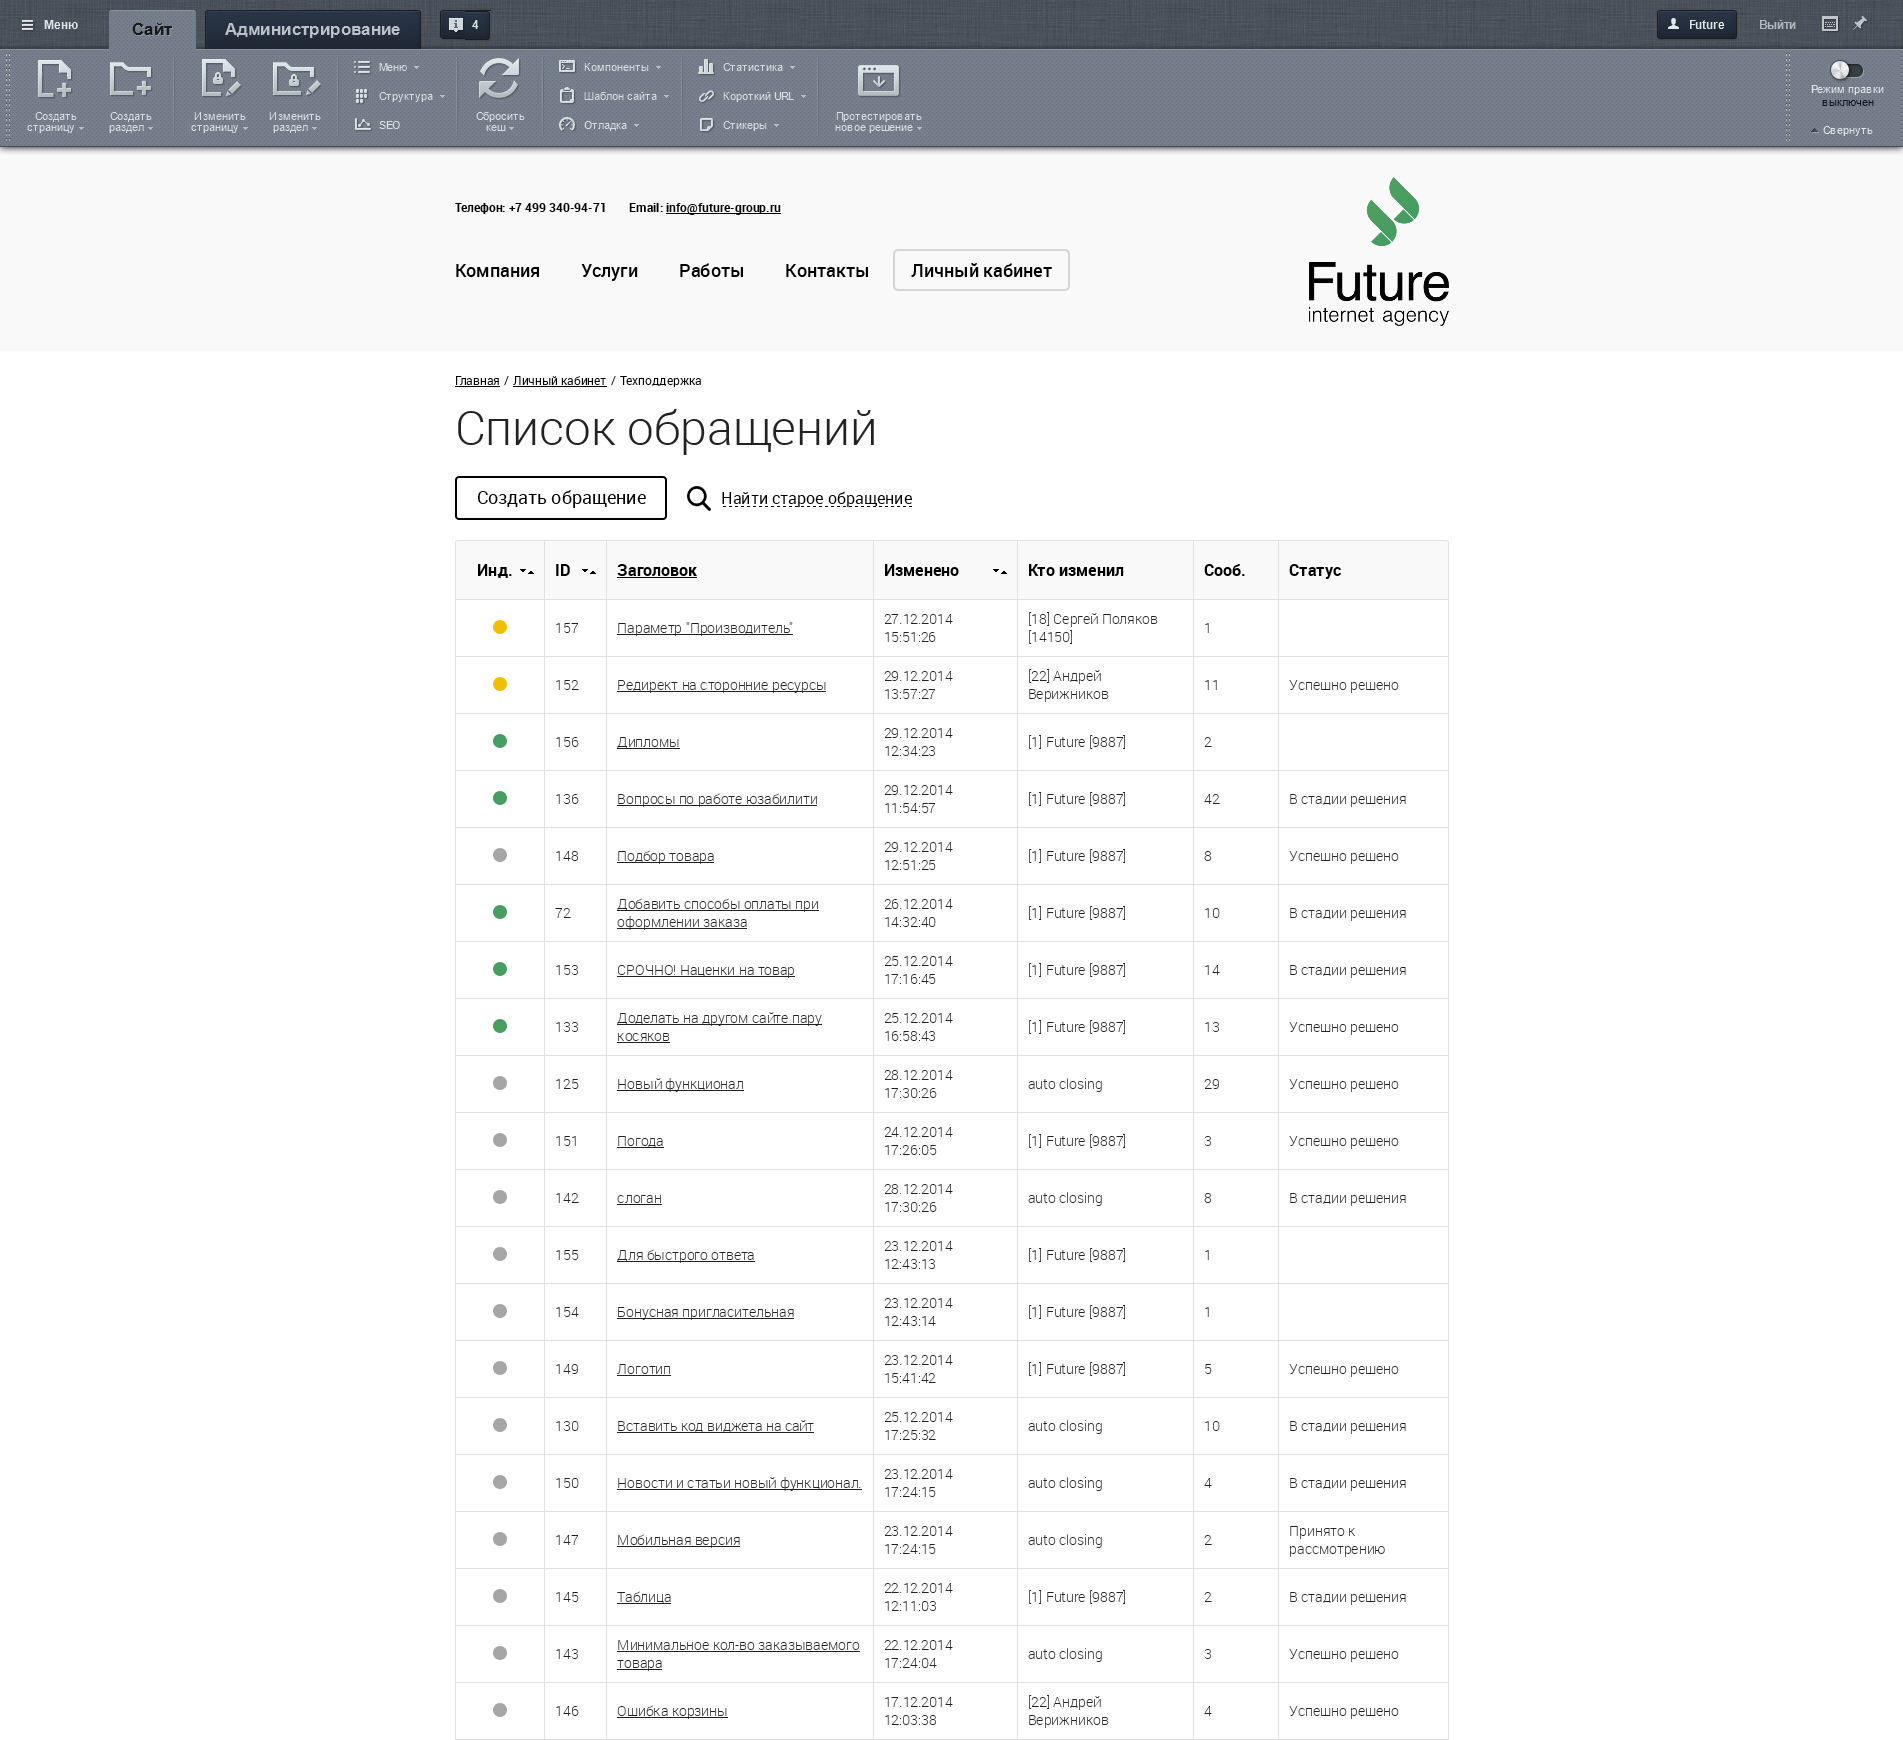 Меню
Сайт
Администрирование
4
Future
Выйти
Создать
страницу
Создать
раздел
Изменить
страницу
Изменить
раздел
Меню
Структура
SEO
Сбросить
кеш
Компоненты
Шаблон сайта
Отладка
Статистика
Короткий URL
Стикеры
Протестировать
новое решение
Режим правки
выключен
Свернуть
Телефон: +7 499 340-94-71 Email: info@future-group.ru
Компания Услуги Работы Контакты Личный кабинет
Future
internet agency
Главная / Личный кабинет / Техподдержка
Список обращений
Создать обращение Найти старое обращение
Инд. ID Заголовок Изменено Кто изменил Сооб. Статус
157 Параметр "Производитель" 27.12.2014 15:51:26 [18] Сергей Поляков [14150] 1
152 Редирект на сторонние ресурсы 29.12.2014 13:57:27 [22] Андрей Верижников 11 Успешно решено
156 Дипломы 29.12.2014 12:34:23 [1] Future [9887] 2
136 Вопросы по работе юзабилити 29.12.2014 11:54:57 [1] Future [9887] 42 В стадии решения
148 Подбор товара 29.12.2014 12:51:25 [1] Future [9887] 8 Успешно решено
72 Добавить способы оплаты при оформлении заказа 26.12.2014 14:32:40 [1] Future [9887] 10 В стадии решения
153 СРОЧНО! Наценки на товар 25.12.2014 17:16:45 [1] Future [9887] 14 В стадии решения
133 Доделать на другом сайте пару косяков 25.12.2014 16:58:43 [1] Future [9887] 13 Успешно решено
125 Новый функционал 28.12.2014 17:30:26 auto closing 29 Успешно решено
151 Погода 24.12.2014 17:26:05 [1] Future [9887] 3 Успешно решено
142 слоган 28.12.2014 17:30:26 auto closing 8 В стадии решения
155 Для быстрого ответа 23.12.2014 12:43:13 [1] Future [9887] 1
154 Бонусная пригласительная 23.12.2014 12:43:14 [1] Future [9887] 1
149 Логотип 23.12.2014 15:41:42 [1] Future [9887] 5 Успешно решено
130 Вставить код виджета на сайт 25.12.2014 17:25:32 auto closing 10 В стадии решения
150 Новости и статьи новый функционал. 23.12.2014 17:24:15 auto closing 4 В стадии решения
147 Мобильная версия 23.12.2014 17:24:15 auto closing 2 Принято к рассмотрению
145 Таблица 22.12.2014 12:11:03 [1] Future [9887] 2 В стадии решения
143 Минимальное кол-во заказываемого товара 22.12.2014 17:24:04 auto closing 3 Успешно решено
146 Ошибка корзины 17.12.2014 12:03:38 [22] Андрей Верижников 4 Успешно решено